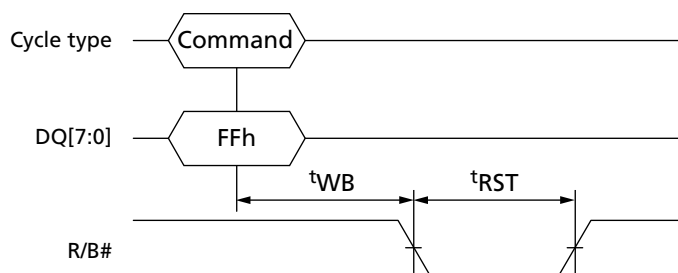 Cycle type Command
DQ[7:0] FFh
tWB tRST
R/B#